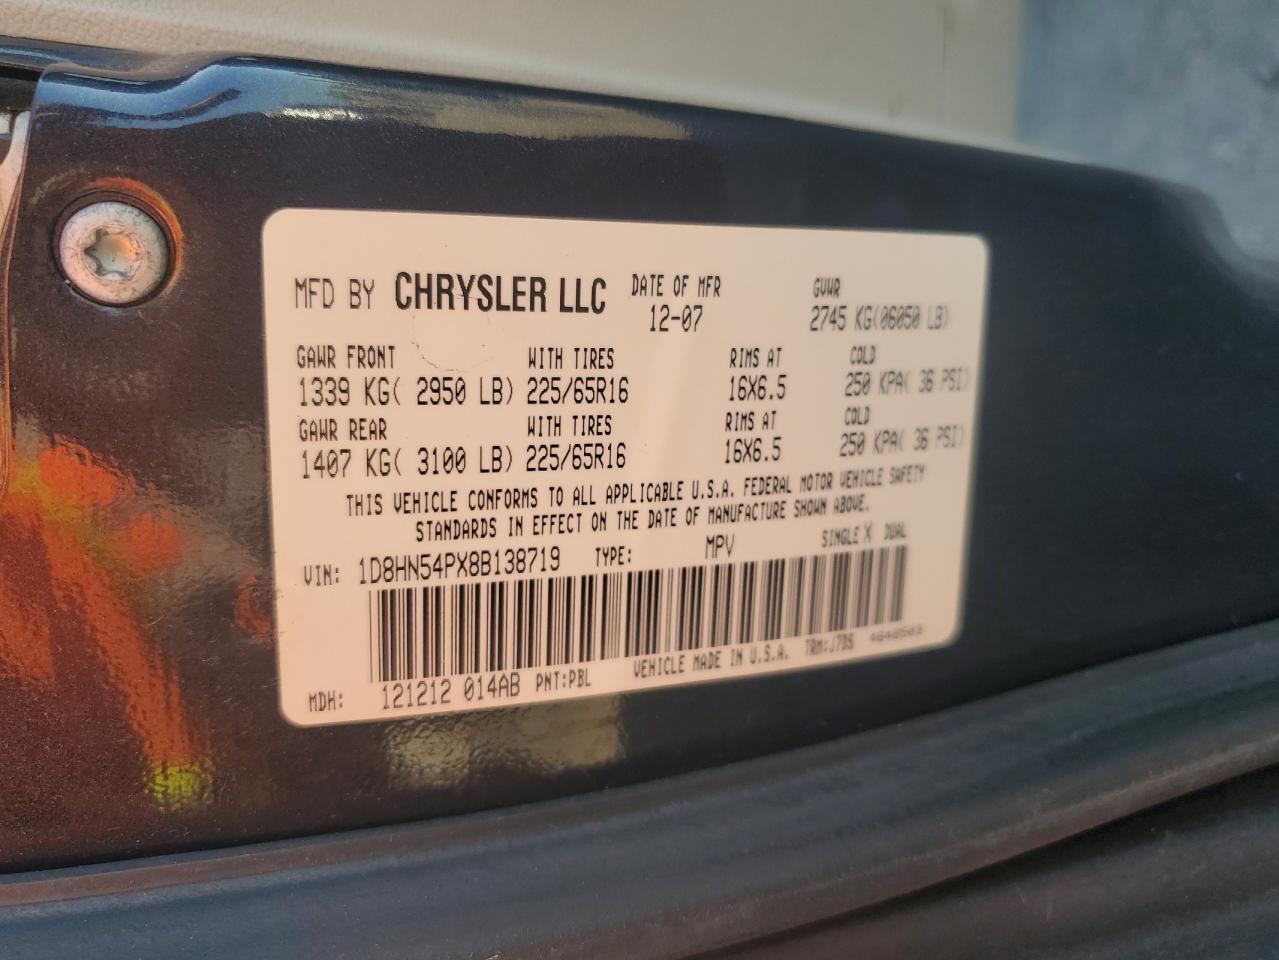 MFD BY CHRYSLER LLC DATE OF MFR GVWR
12-07 2745 KG(06050 LB)
GAWR FRONT WITH TIRES RIMS AT COLD
1339 KG( 2950 LB) 225/65R16 16X6.5 250 KPA( 36 PSI)
GAWR REAR WITH TIRES RIMS AT COLD
1407 KG( 3100 LB) 225/65R16 16X6.5 250 KPA( 36 PSI)
THIS VEHICLE CONFORMS TO ALL APPLICABLE U.S.A. FEDERAL MOTOR VEHICLE SAFETY
STANDARDS IN EFFECT ON THE DATE OF MANUFACTURE SHOWN ABOVE.
VIN: 1D8HN54PX8B138719 TYPE: MPV SINGLE X DUAL
MDH: 121212 014AB PNT:PBL VEHICLE MADE IN U.S.A. TRM:J7D5